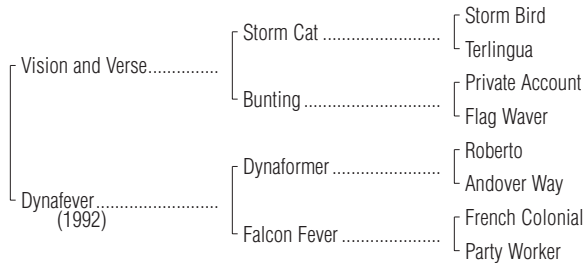 Storm Bird
Storm Cat ..............................
Terlingua
Vision and Verse...............
Private Account
Bunting ..................................
Flag Waver
Roberto
Dynaformer ...........................
Andover Way
Dynafever..........................
(1992)
French Colonial
Falcon Fever .........................
Party Worker